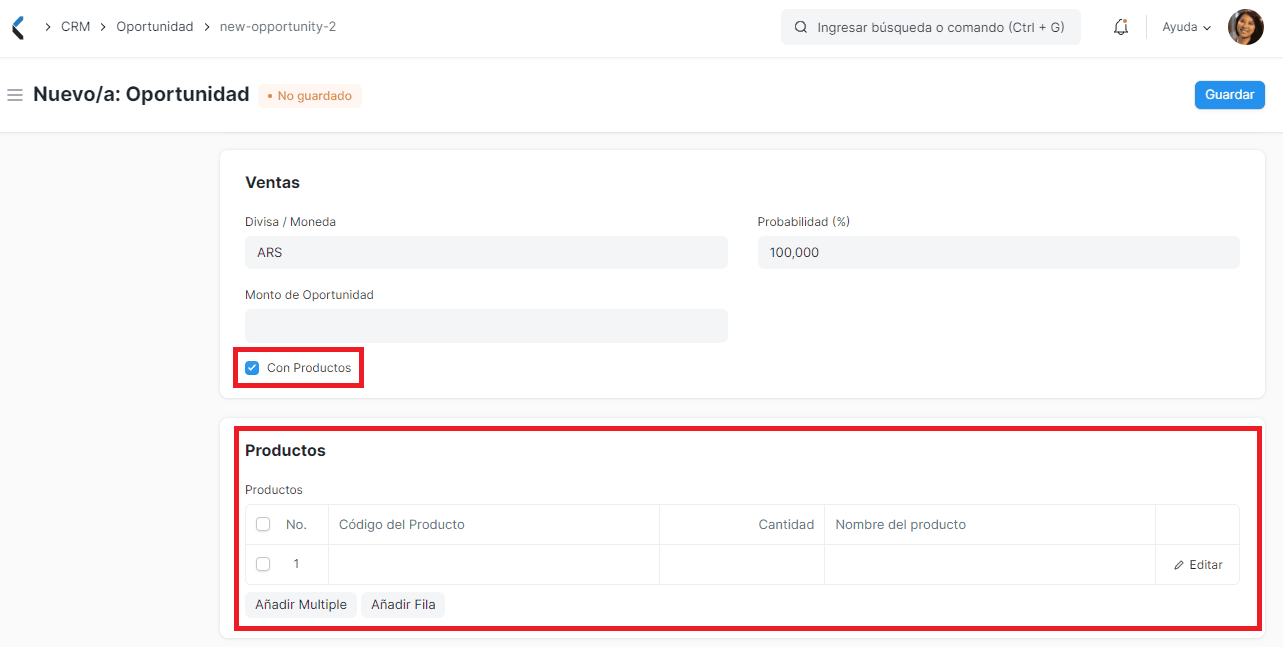 CRM Oportunidad new-opportunity-2 Ingresar búsqueda o comando (Ctrl + G) Ayuda
Nuevo/a: Oportunidad • No guardado Guardar
Ventas
Divisa / Moneda Probabilidad (%)
ARS 100,000
Monto de Oportunidad
Con Productos
Productos
Productos
No. Código del Producto Cantidad Nombre del producto
1 Editar
Añadir Multiple Añadir Fila